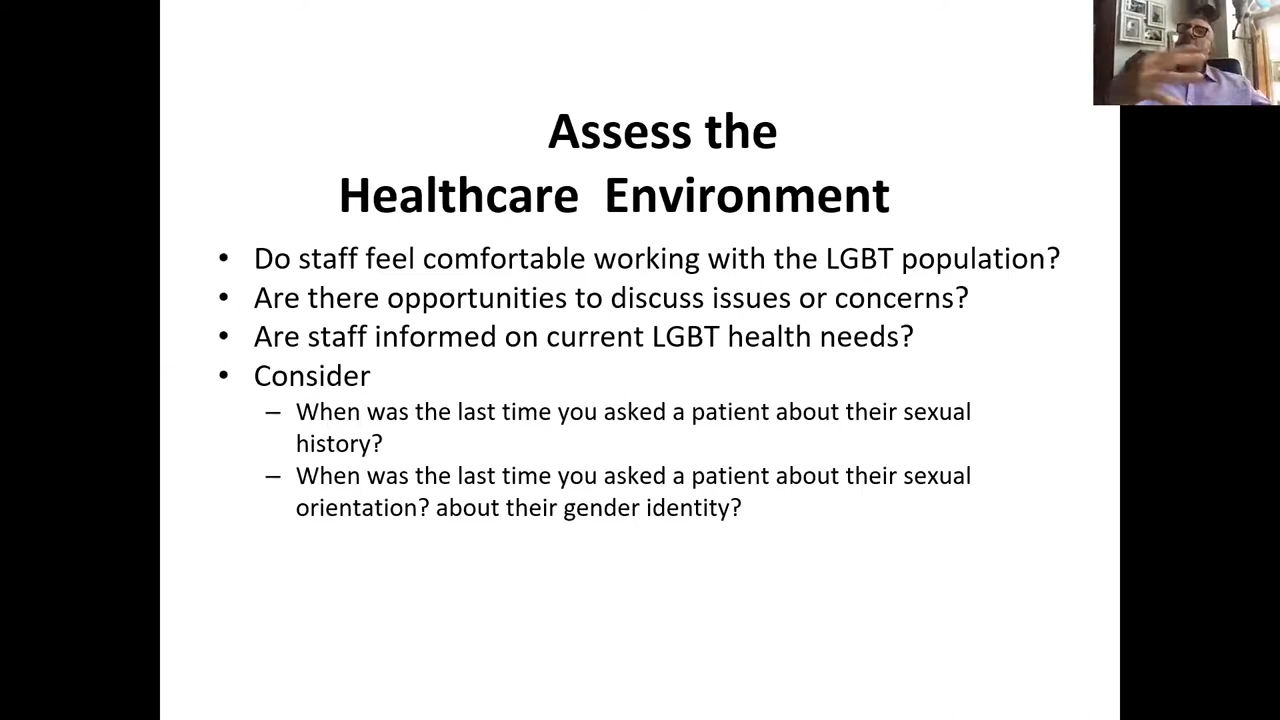 Assess the
Healthcare Environment
• Do staff feel comfortable working with the LGBT population?
• Are there opportunities to discuss issues or concerns?
• Are staff informed on current LGBT health needs?
• Consider
– When was the last time you asked a patient about their sexual
history?
– When was the last time you asked a patient about their sexual
orientation? about their gender identity?